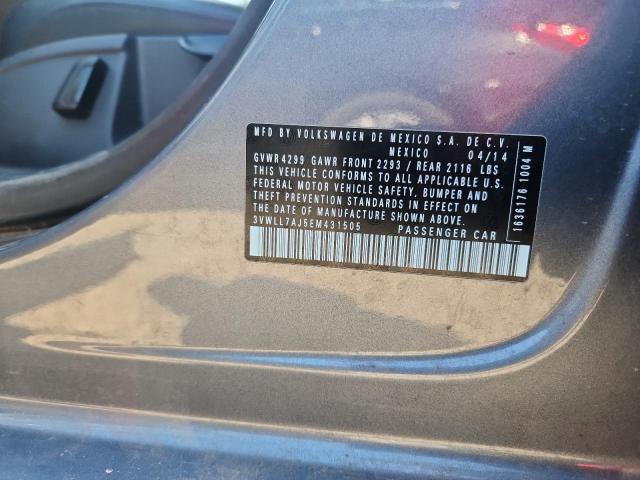 MFD BY VOLKSWAGEN DE MEXICO S.A. DE C.V.
MEXICO 04/14
GVWR4299 GAWR FRONT 2293 / REAR 2116 LBS
THIS VEHICLE CONFORMS TO ALL APPLICABLE U.S.
FEDERAL MOTOR VEHICLE SAFETY, BUMPER AND
THEFT PREVENTION STANDARDS IN EFFECT ON
THE DATE OF MANUFACTURE SHOWN ABOVE.
3VWLL7AJ5EM431505 PASSENGER CAR
1636176 1004 M